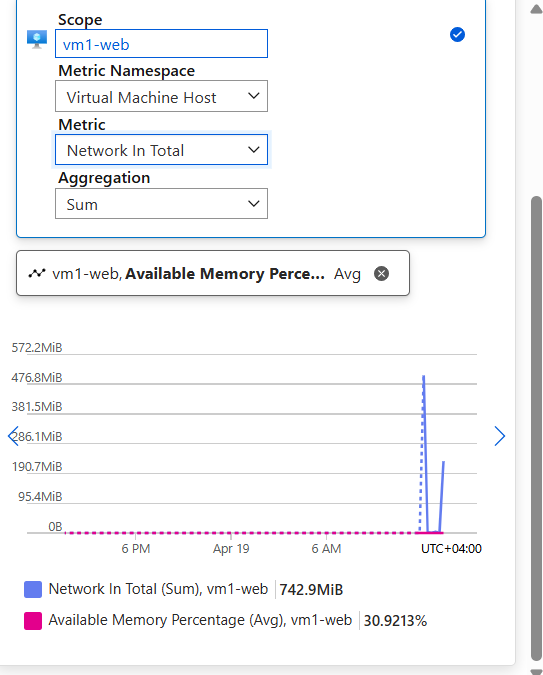 Scope
vm1-web
Metric Namespace
Virtual Machine Host
Metric
Network In Total
Aggregation
Sum
vm1-web, Available Memory Perce... Avg
572.2MiB
476.8MiB
381.5MiB
286.1MiB
190.7MiB
95.4MiB
0B
6 PM Apr 19 6 AM UTC+04:00
Network In Total (Sum), vm1-web 742.9MiB
Available Memory Percentage (Avg), vm1-web 30.9213%